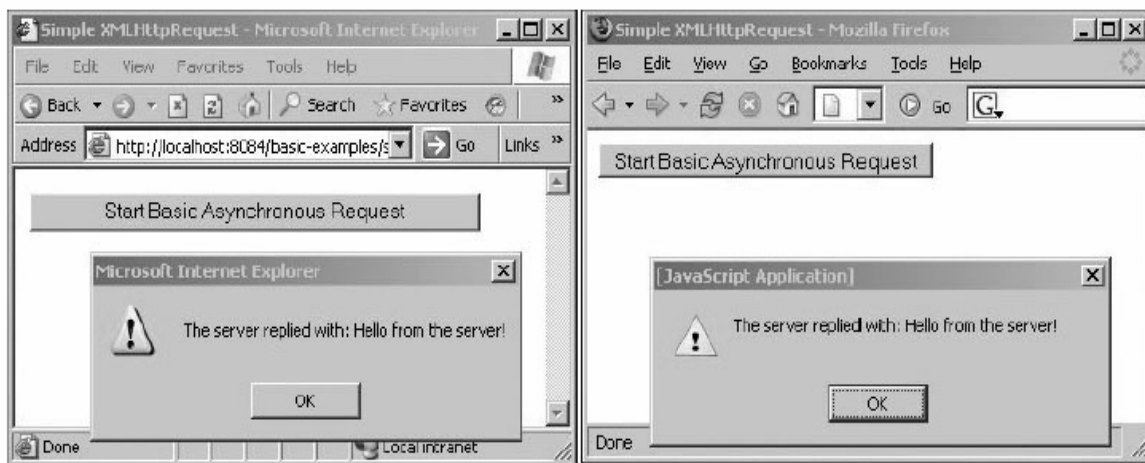 Simple XMLHttpRequest - Microsoft Internet Explorer
File Edit View Favorites Tools Help
Back Search Favorites »
Address http://localhost:8084/basic-examples/s Go Links »
Start Basic Asynchronous Request
Microsoft Internet Explorer
The server replied with: Hello from the server!
OK
Done Local intranet
Simple XMLHttpRequest - Mozilla Firefox
File Edit View Go Bookmarks Tools Help
Go G
Start Basic Asynchronous Request
[JavaScript Application]
The server replied with: Hello from the server!
OK
Done